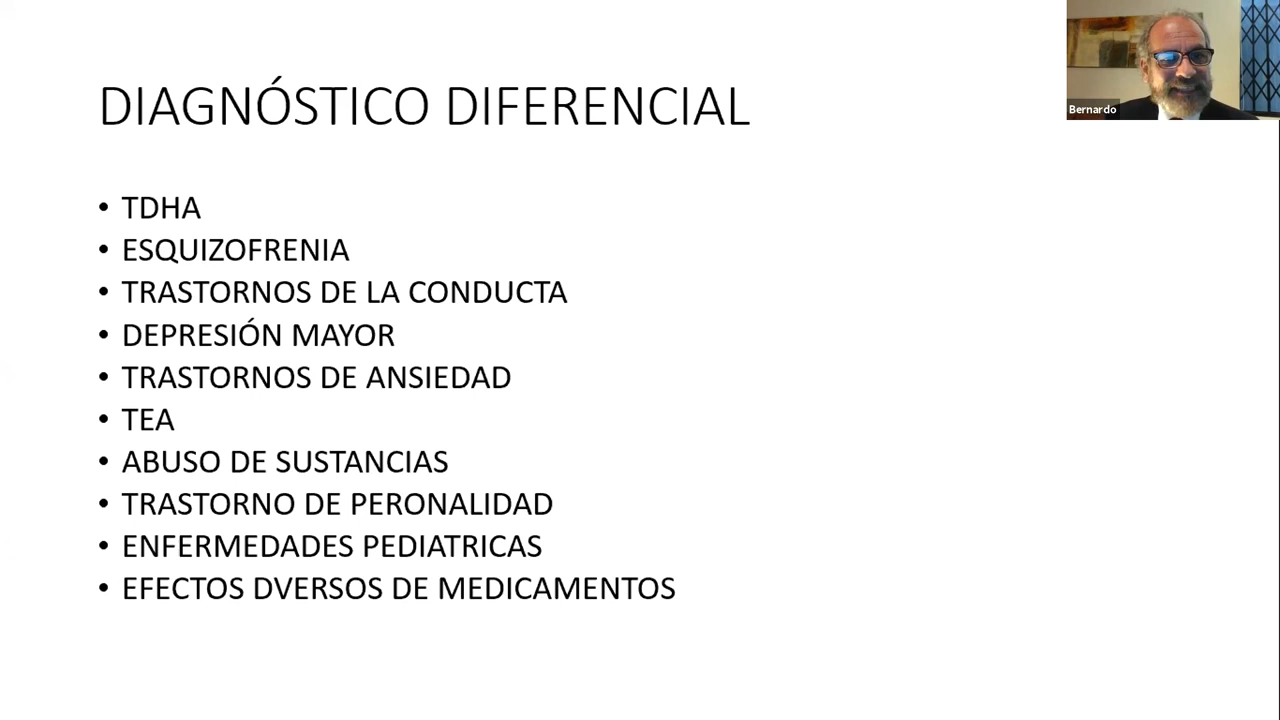 DIAGNÓSTICO DIFERENCIAL
Bernardo
• TDHA
• ESQUIZOFRENIA
• TRASTORNOS DE LA CONDUCTA
• DEPRESIÓN MAYOR
• TRASTORNOS DE ANSIEDAD
• TEA
• ABUSO DE SUSTANCIAS
• TRASTORNO DE PERONALIDAD
• ENFERMEDADES PEDIATRICAS
• EFECTOS DVERSOS DE MEDICAMENTOS